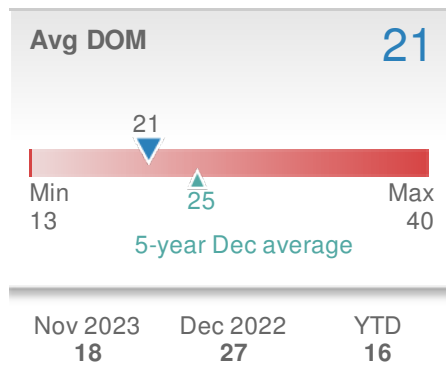 Avg DOM 21
21
25
Min Max
13 40
5-year Dec average
Nov 2023 Dec 2022 YTD
18 27 16